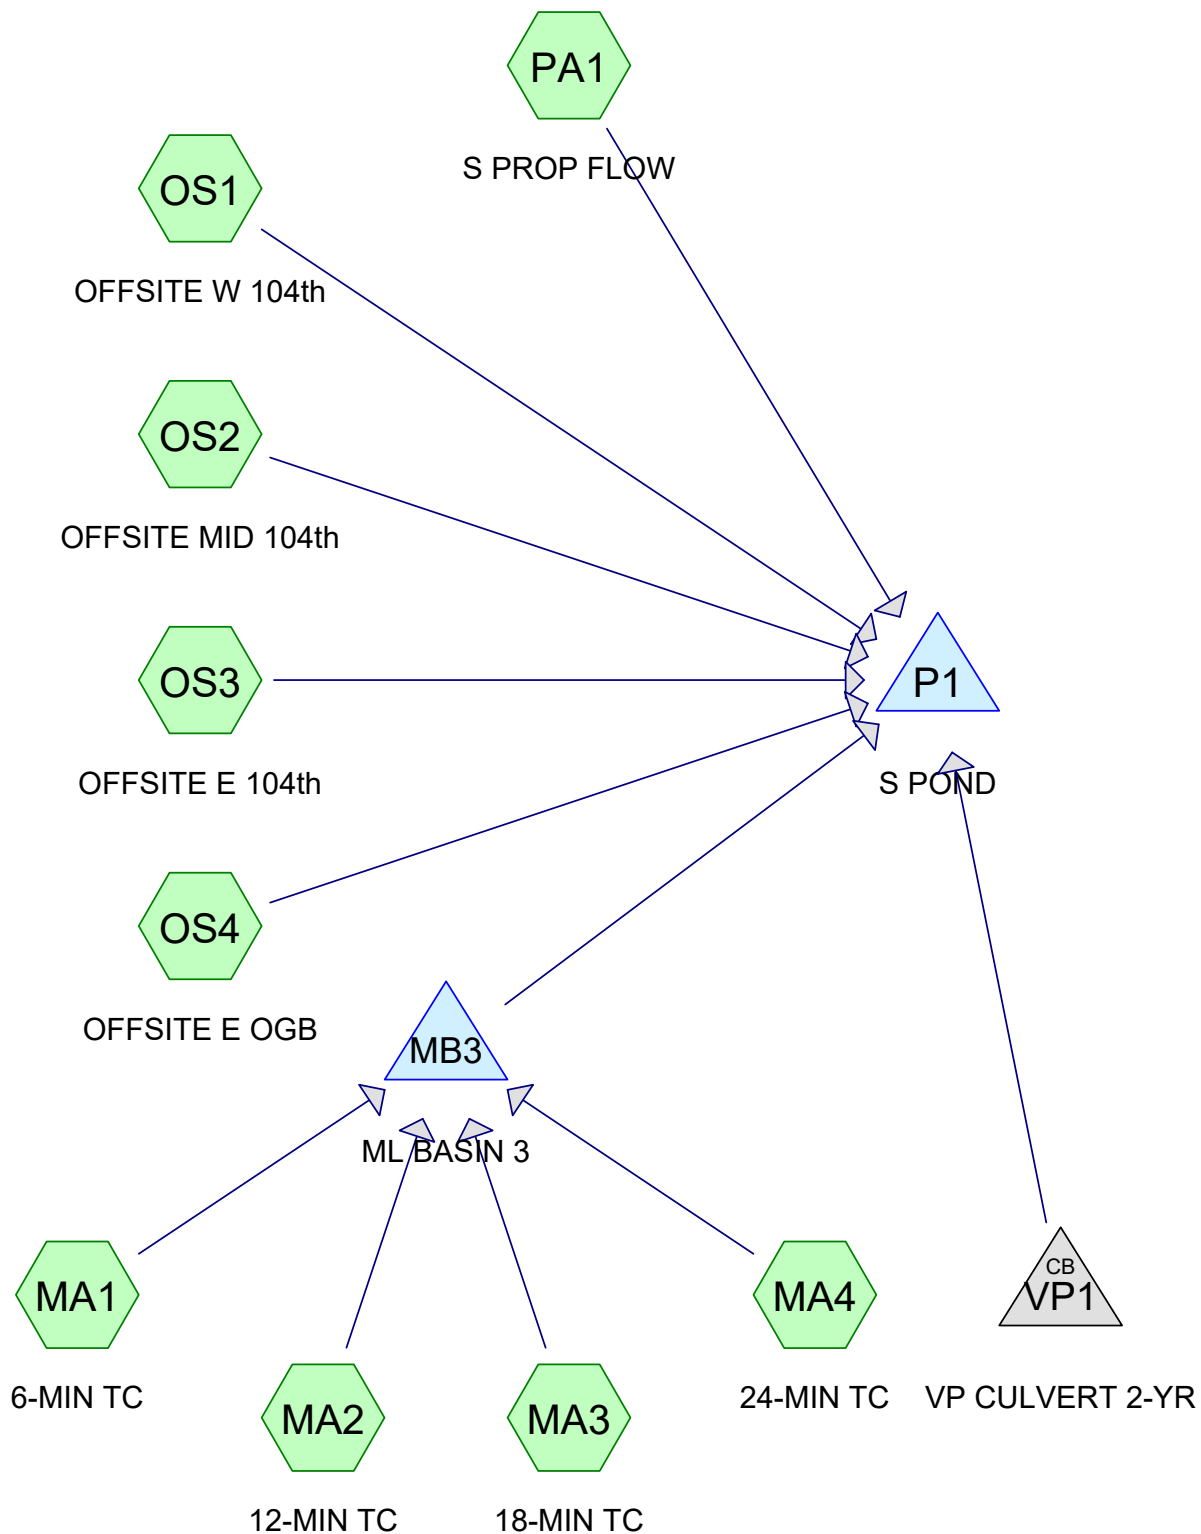 PA1
S PROP FLOW
OS1
OFFSITE W 104th
OS2
OFFSITE MID 104th
OS3
OFFSITE E 104th
P1
S POND
OS4
OFFSITE E OGB
MB3
ML BASIN 3
MA1
6-MIN TC
MA2
12-MIN TC
MA3
18-MIN TC
MA4
24-MIN TC
CB
VP1
VP CULVERT 2-YR